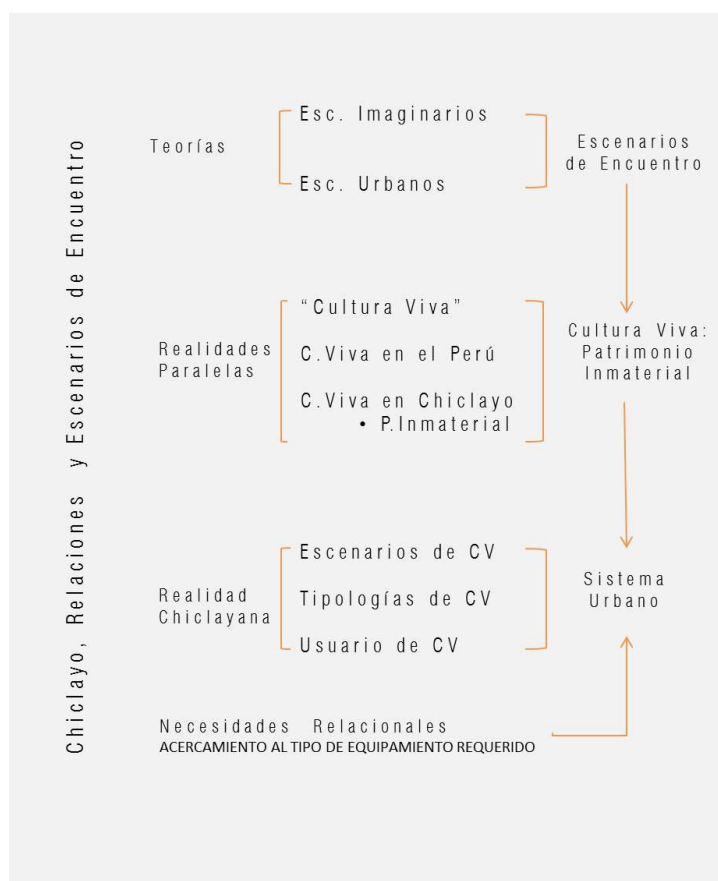 Chiclayo, Relaciones y Escenarios de Encuentro
Teorías
Esc. Imaginarios
Esc. Urbanos
Escenarios
de Encuentro
Realidades
Paralelas
“Cultura Viva”
C.Viva en el Perú
C.Viva en Chiclayo
• P.Inmaterial
Cultura Viva:
Patrimonio
Inmaterial
Realidad
Chiclayana
Escenarios de CV
Tipologías de CV
Usuario de CV
Sistema
Urbano
Necesidades Relacionales
ACERCAMIENTO AL TIPO DE EQUIPAMIENTO REQUERIDO